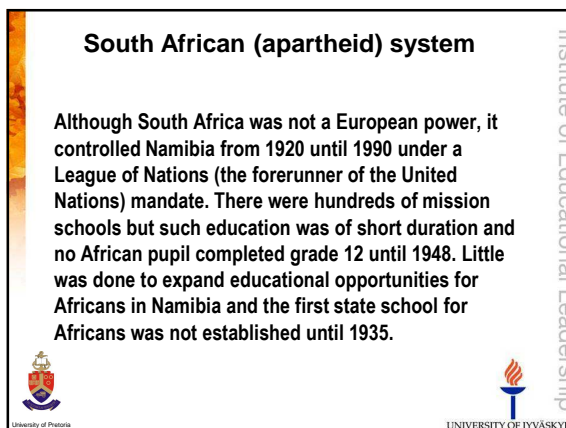 South African (apartheid) system
Although South Africa was not a European power, it
controlled Namibia from 1920 until 1990 under a
League of Nations (the forerunner of the United
Nations) mandate. There were hundreds of mission
schools but such education was of short duration and
no African pupil completed grade 12 until 1948. Little
was done to expand educational opportunities for
Africans in Namibia and the first state school for
Africans was not established until 1935.
Institute of Educational Leadership
University of Pretoria
UNIVERSITY OF JYVÄSKY